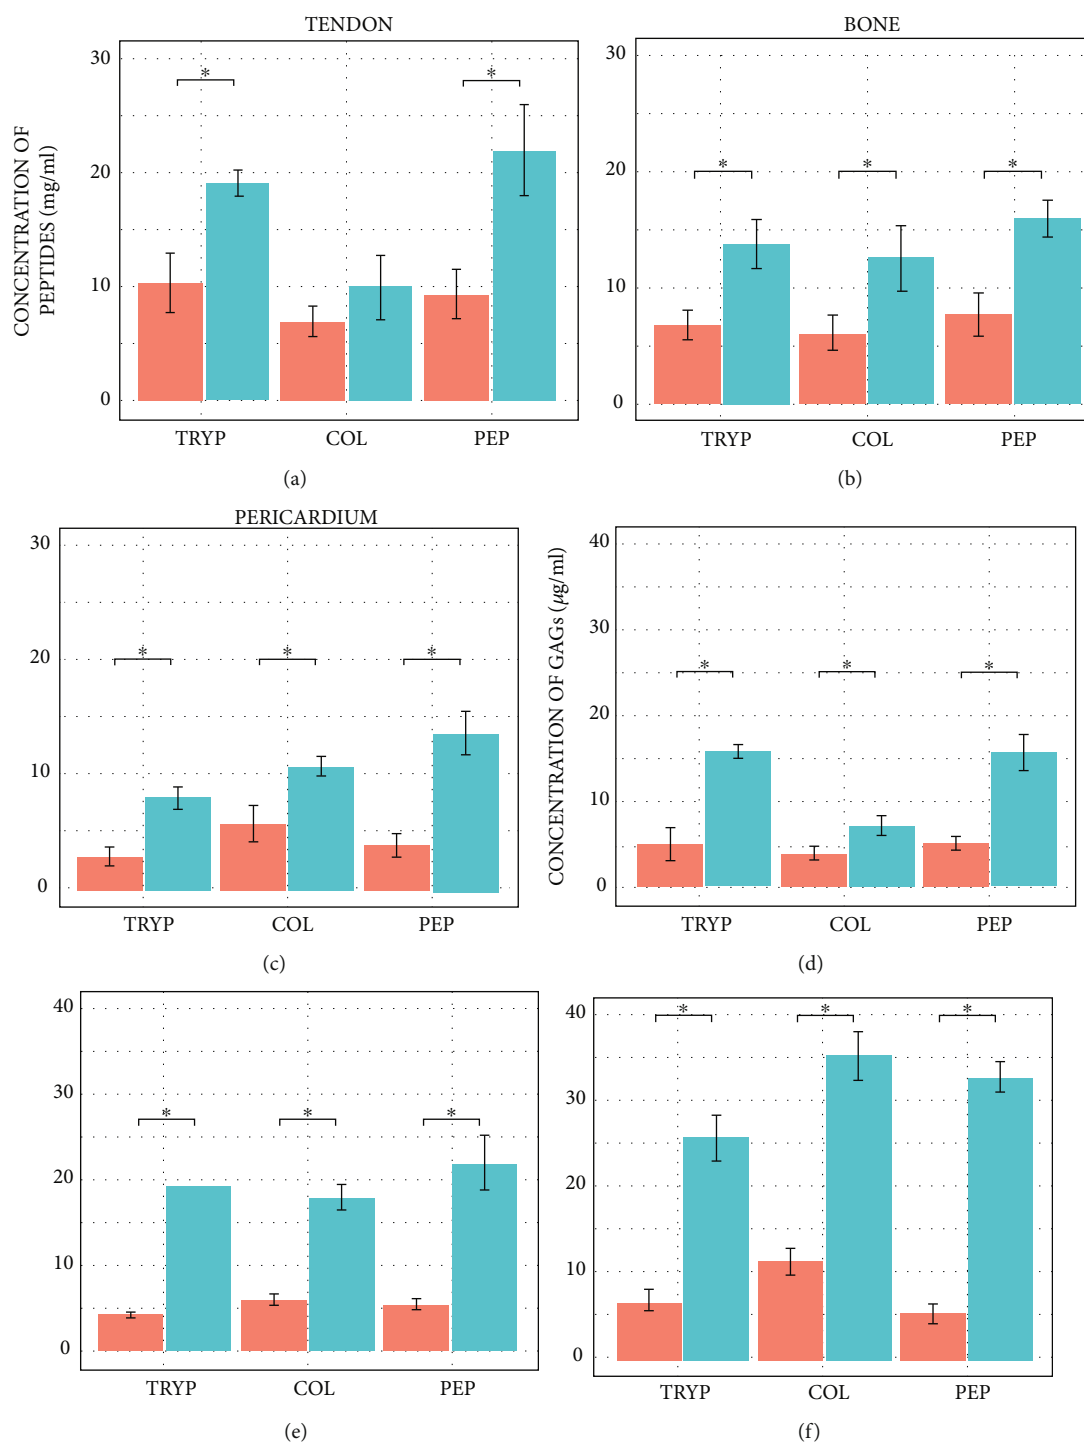 TENDON
CONCENTRATION OF
PEPTIDES (mg/ml)
30
20
10
0
*
*
TRYP COL PEP
(a)
BONE
30
20
10
0
*
*
*
TRYP COL PEP
(b)
PERICARDIUM
30
20
10
0
*
*
*
TRYP COL PEP
(c)
CONCENTRATION OF GAGs (μg/ml)
40
30
20
10
0
*
*
*
TRYP COL PEP
(d)
40
30
20
10
0
*
*
*
TRYP COL PEP
(e)
40
30
20
10
0
*
*
*
TRYP COL PEP
(f)